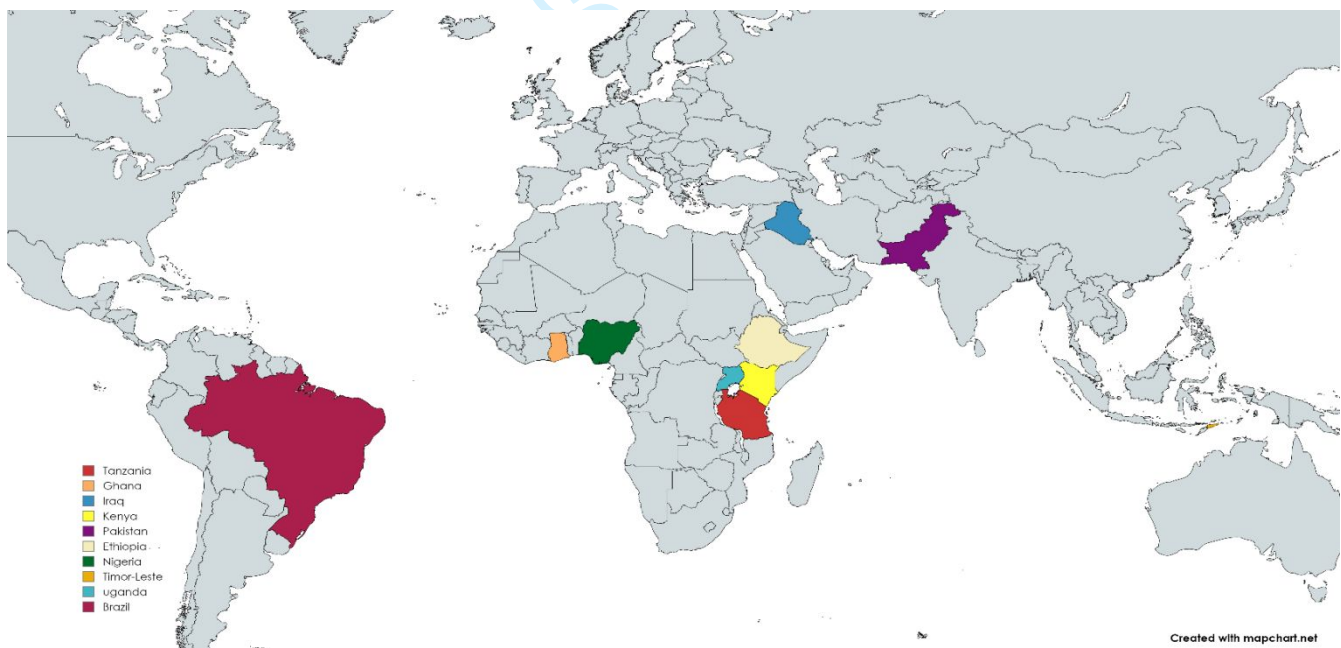 Tanzania
Ghana
Iraq
Kenya
Pakistan
Ethiopia
Nigeria
Timor-Leste
uganda
Brazil
Created with mapchart.net